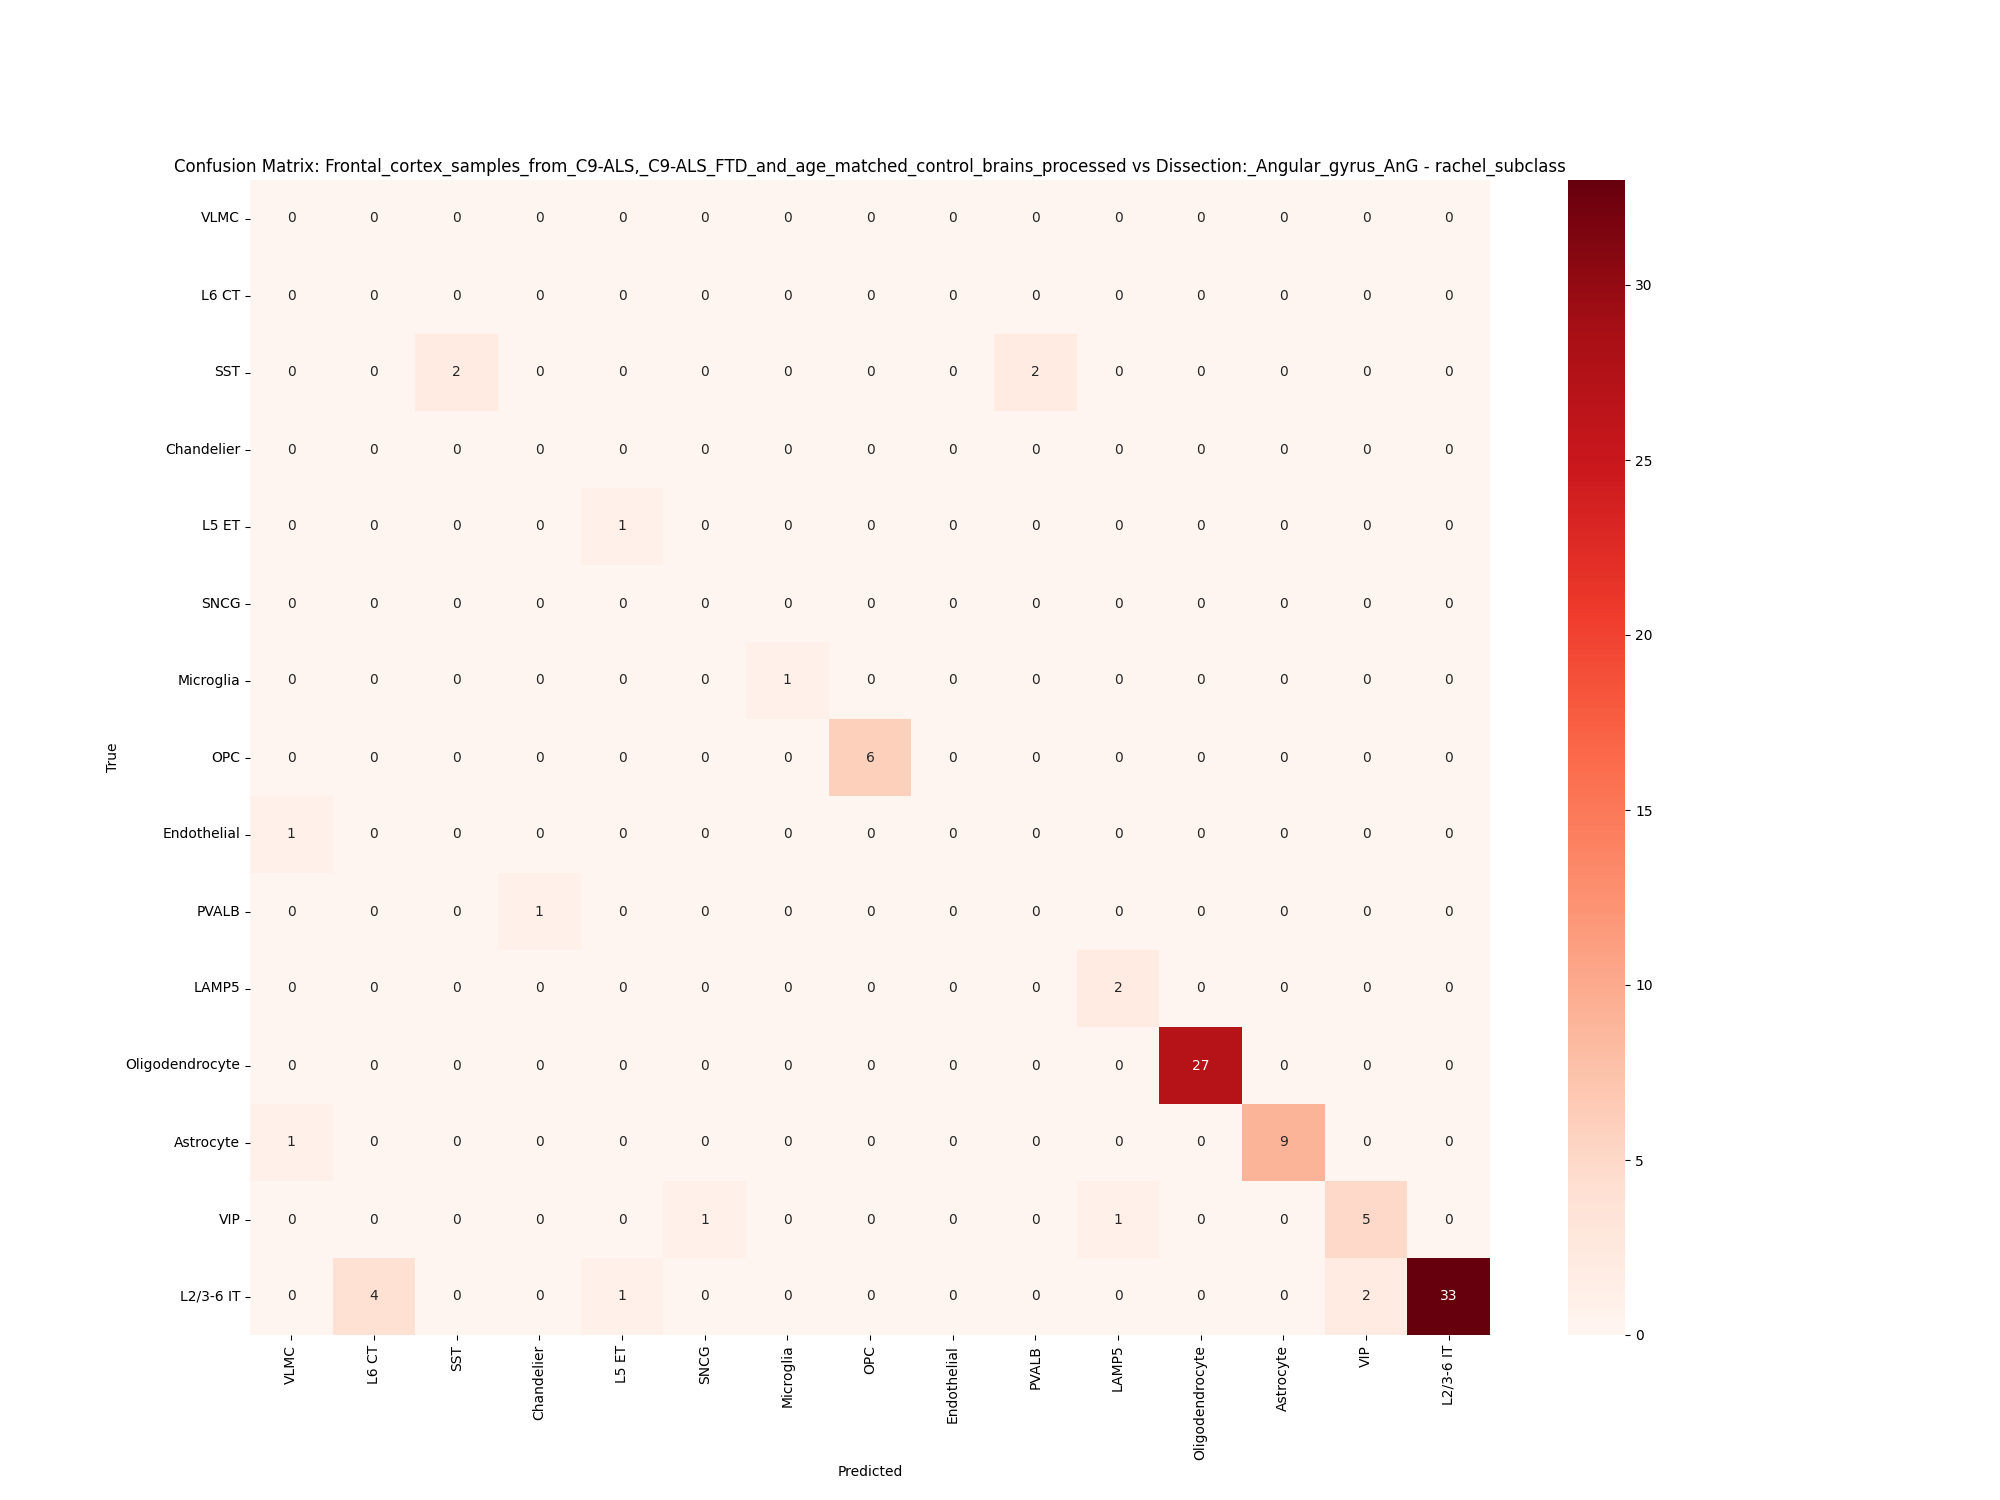 Confusion Matrix: Frontal_cortex_samples_from_C9-ALS,_C9-ALS_FTD_and_age_matched_control_brains_processed vs Dissection:_Angular_gyrus_AnG - rachel_subclass
VLMC 0 0 0 0 0 0 0 0 0 0 0 0 0 0 0
L6 CT 0 0 0 0 0 0 0 0 0 0 0 0 0 0 0
SST 0 0 2 0 0 0 0 0 0 2 0 0 0 0 0
Chandelier 0 0 0 0 0 0 0 0 0 0 0 0 0 0 0
L5 ET 0 0 0 0 1 0 0 0 0 0 0 0 0 0 0
SNCG 0 0 0 0 0 0 0 0 0 0 0 0 0 0 0
Microglia 0 0 0 0 0 0 1 0 0 0 0 0 0 0 0
OPC 0 0 0 0 0 0 0 6 0 0 0 0 0 0 0
Endothelial 1 0 0 0 0 0 0 0 0 0 0 0 0 0 0
PVALB 0 0 0 1 0 0 0 0 0 0 0 0 0 0 0
LAMP5 0 0 0 0 0 0 0 0 0 0 2 0 0 0 0
Oligodendrocyte 0 0 0 0 0 0 0 0 0 0 0 27 0 0 0
Astrocyte 1 0 0 0 0 0 0 0 0 0 0 0 9 0 0
VIP 0 0 0 0 0 1 0 0 0 0 1 0 0 5 0
L2/3-6 IT 0 4 0 0 1 0 0 0 0 0 0 0 0 2 33
True
VLMC L6 CT SST Chandelier L5 ET SNCG Microglia OPC Endothelial PVALB LAMP5 Oligodendrocyte Astrocyte VIP L2/3-6 IT
Predicted
30
25
20
15
10
5
0